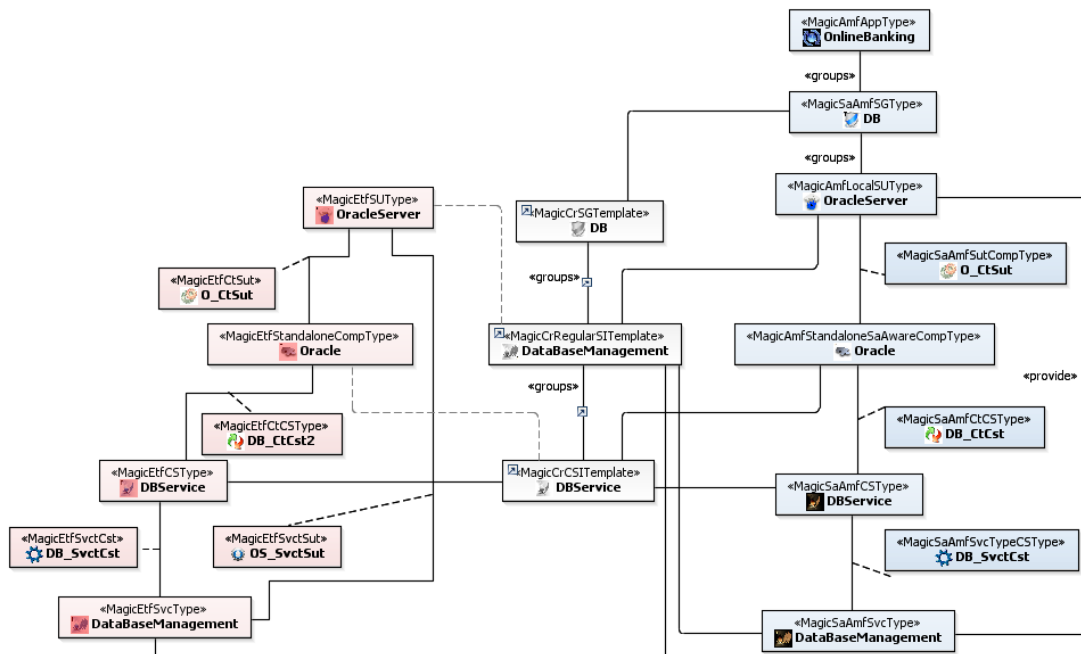 «MagicAmfAppType»
OnlineBanking
«groups»
«MagicSaAmfSGType»
DB
«groups»
«MagicAmfLocalSUType»
OracleServer
«MagicEtfSUType»
OracleServer
«MagicCrSGTemplate»
DB
«MagicSaAmfSutCompType»
O_CtSut
«MagicEtfCtSut»
O_CtSut
«groups»
«MagicEtfStandaloneCompType»
Oracle
«MagicCrRegularSITemplate»
DataBaseManagement
«MagicAmfStandaloneSaAwareCompType»
Oracle
«provide»
«groups»
«MagicEtfCtCSType»
DB_CtCst2
«MagicSaAmfCtCSType»
DB_CtCst
«MagicEtfCSType»
DBService
«MagicCrCSITemplate»
DBService
«MagicSaAmfCSType»
DBService
«MagicEtfSvctCst»
DB_SvctCst
«MagicEtfSvctSut»
OS_SvctSut
«MagicSaAmfSvcTypeCSType»
DB_SvctCst
«MagicEtfSvcType»
DataBaseManagement
«MagicSaAmfSvcType»
DataBaseManagement